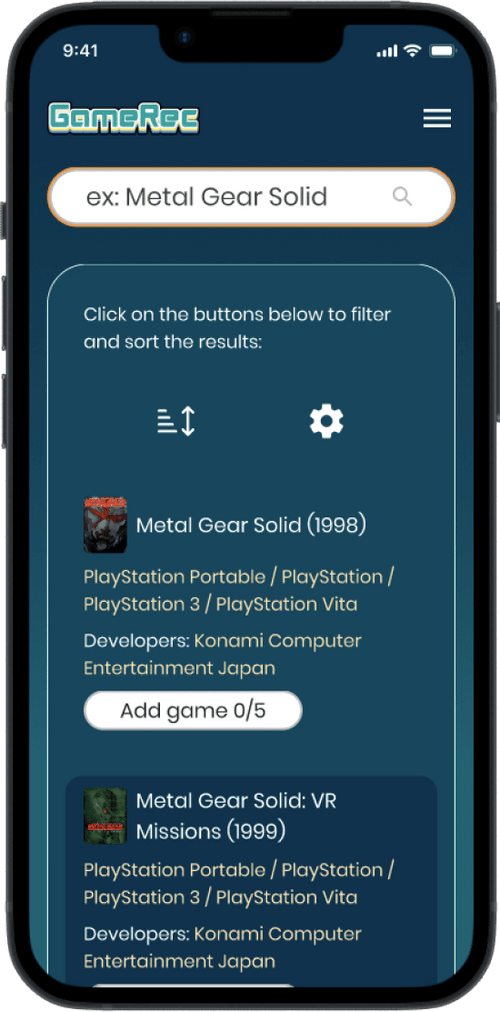 9:41
GameRec
ex: Metal Gear Solid
Click on the buttons below to filter
and sort the results:
Metal Gear Solid (1998)
PlayStation Portable / PlayStation /
PlayStation 3 / PlayStation Vita
Developers: Konami Computer
Entertainment Japan
Add game 0/5
Metal Gear Solid: VR
Missions (1999)
PlayStation Portable / PlayStation /
PlayStation 3 / PlayStation Vita
Developers: Konami Computer
Entertainment Japan